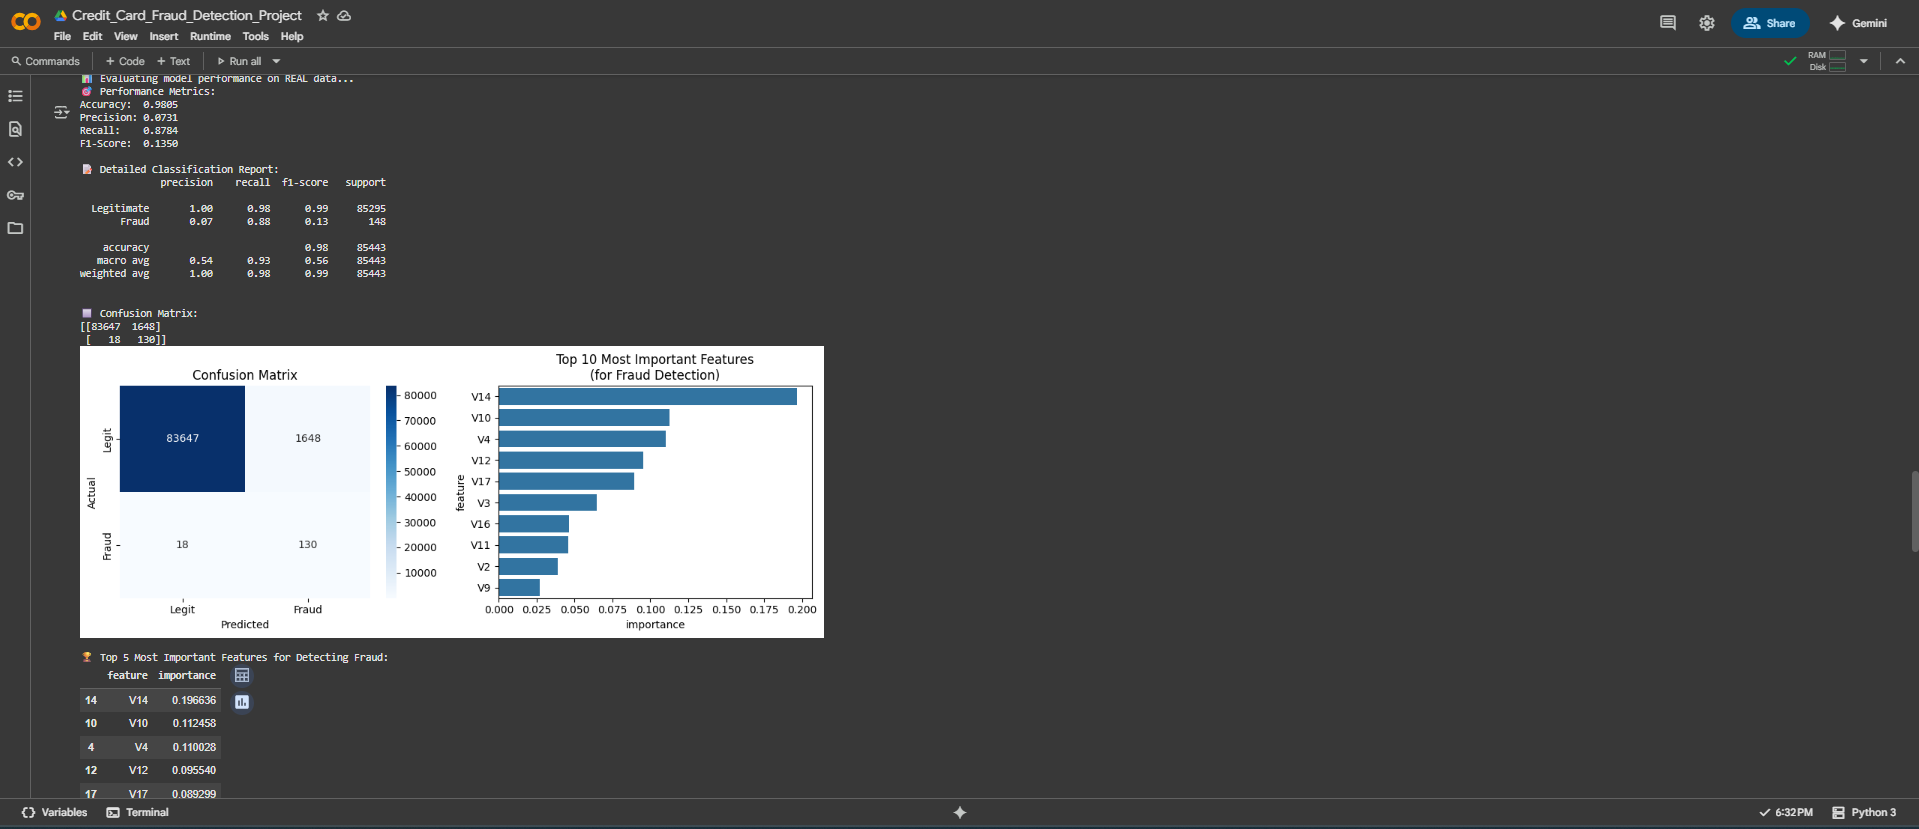 Credit_Card_Fraud_Detection_Project
File Edit View Insert Runtime Tools Help
Share
Gemini
Commands + Code + Text Run all
RAM
Disk
Evaluating model performance on REAL data...
Performance Metrics:
Accuracy: 0.9805
Precision: 0.0731
Recall: 0.8784
F1-Score: 0.1350
Detailed Classification Report:
precision recall f1-score support
Legitimate 1.00 0.98 0.99 85295
Fraud 0.07 0.88 0.13 148
accuracy 0.98 85443
macro avg 0.54 0.93 0.56 85443
weighted avg 1.00 0.98 0.99 85443
Confusion Matrix:
[[83647 1648]
[ 18 130]]
Confusion Matrix
Actual
Legit
Fraud
83647 1648
18 130
Legit Fraud
Predicted
80000
70000
60000
50000
40000
30000
20000
10000
Top 10 Most Important Features
(for Fraud Detection)
feature
V14
V10
V4
V12
V17
V3
V16
V11
V2
V9
0.000 0.025 0.050 0.075 0.100 0.125 0.150 0.175 0.200
importance
Top 5 Most Important Features for Detecting Fraud:
feature importance
14 V14 0.196636
10 V10 0.112458
4 V4 0.110028
12 V12 0.095540
17 V17 0.089299
Variables Terminal
6:32 PM Python 3